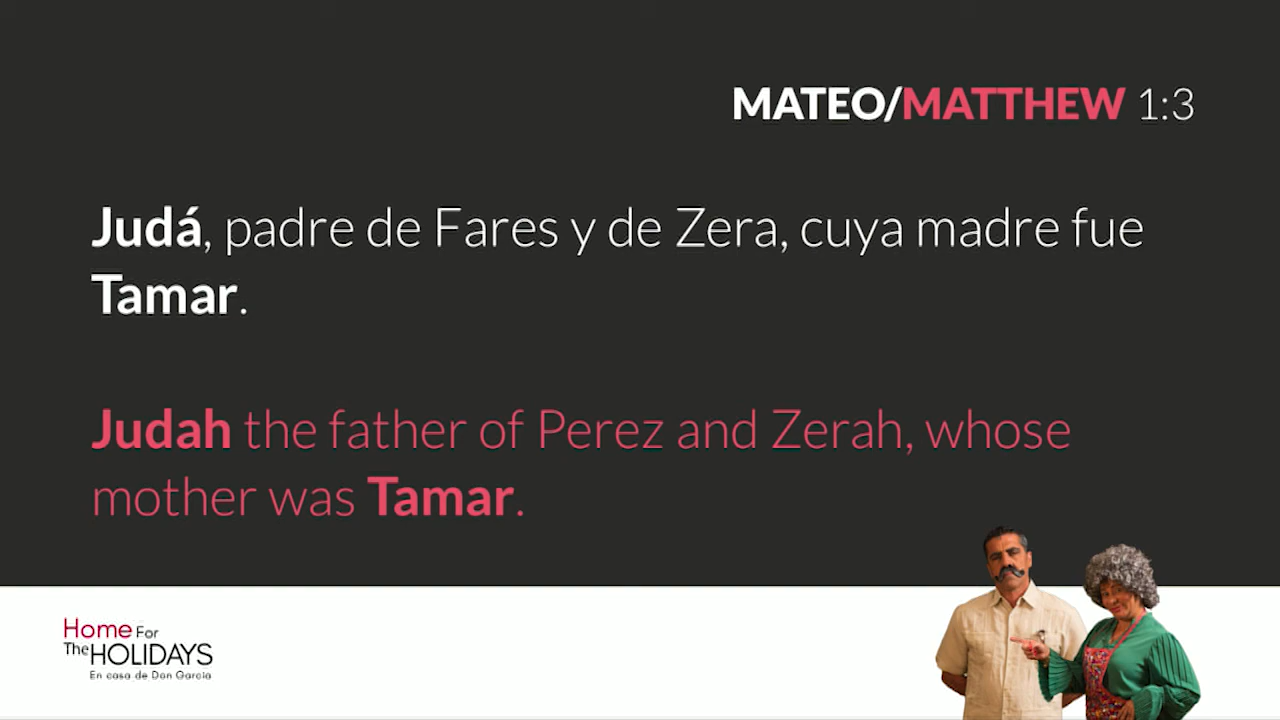 MATEO/MATTHEW 1:3
Judá, padre de Fares y de Zera, cuya madre fue
Tamar.
Judah the father of Perez and Zerah, whose
mother was Tamar.
Home For
The HOLIDAYS
En casa de Don García